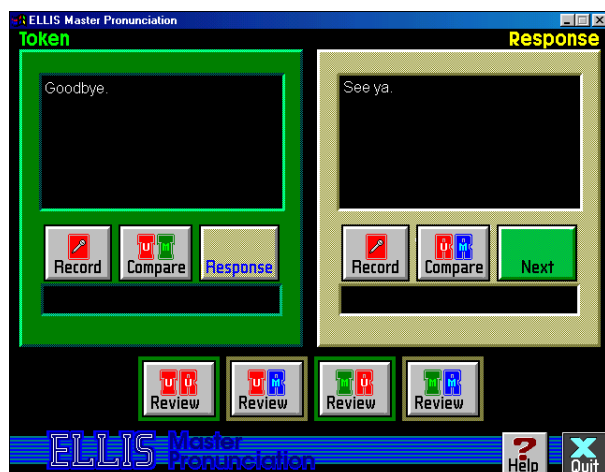 ELLIS Master Pronunciation
Token
Response
Goodbye.
See ya.
Record
U M
Compare
Response
Record
U M
Compare
Next
U U
Review
U M
Review
M U
Review
M M
Review
ELLIS Master
Pronunciation
?
Help
X
Quit